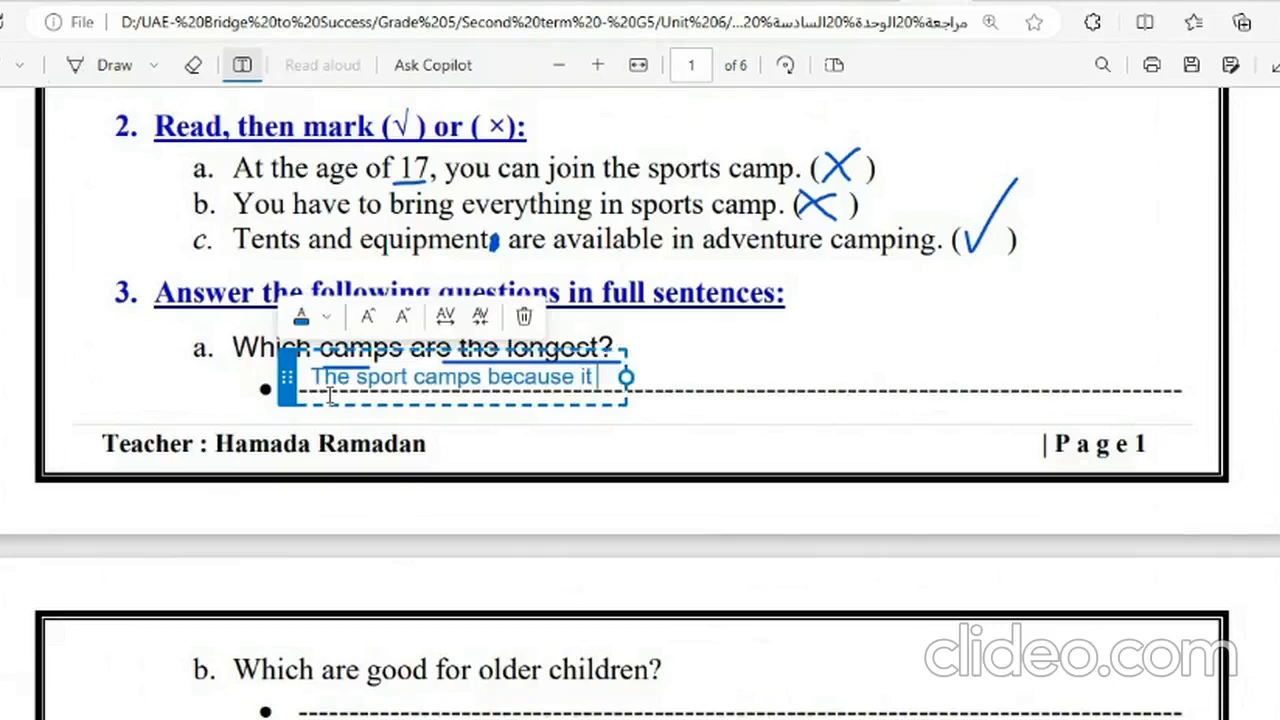 File D:/UAE-%20Bridge%20to%20Success/Grade%205/Second%20term%20-%20G5/Unit%206/...20%السادسة20%الوحدة20%مراجعة
Draw Read aloud Ask Copilot 1 of 6
2. Read, then mark (√ ) or ( ×):
a. At the age of 17, you can join the sports camp. (X)
b. You have to bring everything in sports camp. (X)
c. Tents and equipment are available in adventure camping. (✓)
3. Answer the following questions in full sentences:
a. Which camps are the longest?
The sport camps because it
• ------------------------------------------------
Teacher : Hamada Ramadan | P a g e 1
b. Which are good for older children?
• ------------------------------------------------
clideo.com